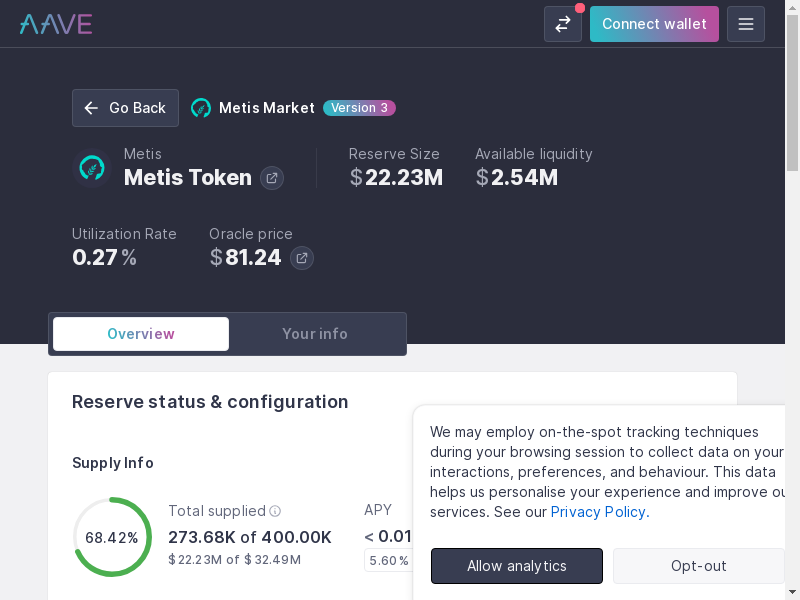 AAVE
Connect wallet
Go Back
Metis Market
Version 3
Metis
Metis Token
Reserve Size
$22.23M
Available liquidity
$2.54M
Utilization Rate
0.27%
Oracle price
$81.24
Overview
Your info
Reserve status & configuration
Supply Info
68.42%
Total supplied
273.68K of 400.00K
$22.23M of $32.49M
APY
< 0.01
5.60%
We may employ on-the-spot tracking techniques
during your browsing session to collect data on your
interactions, preferences, and behaviour. This data
helps us personalise your experience and improve ou
services. See our Privacy Policy.
Allow analytics
Opt-out